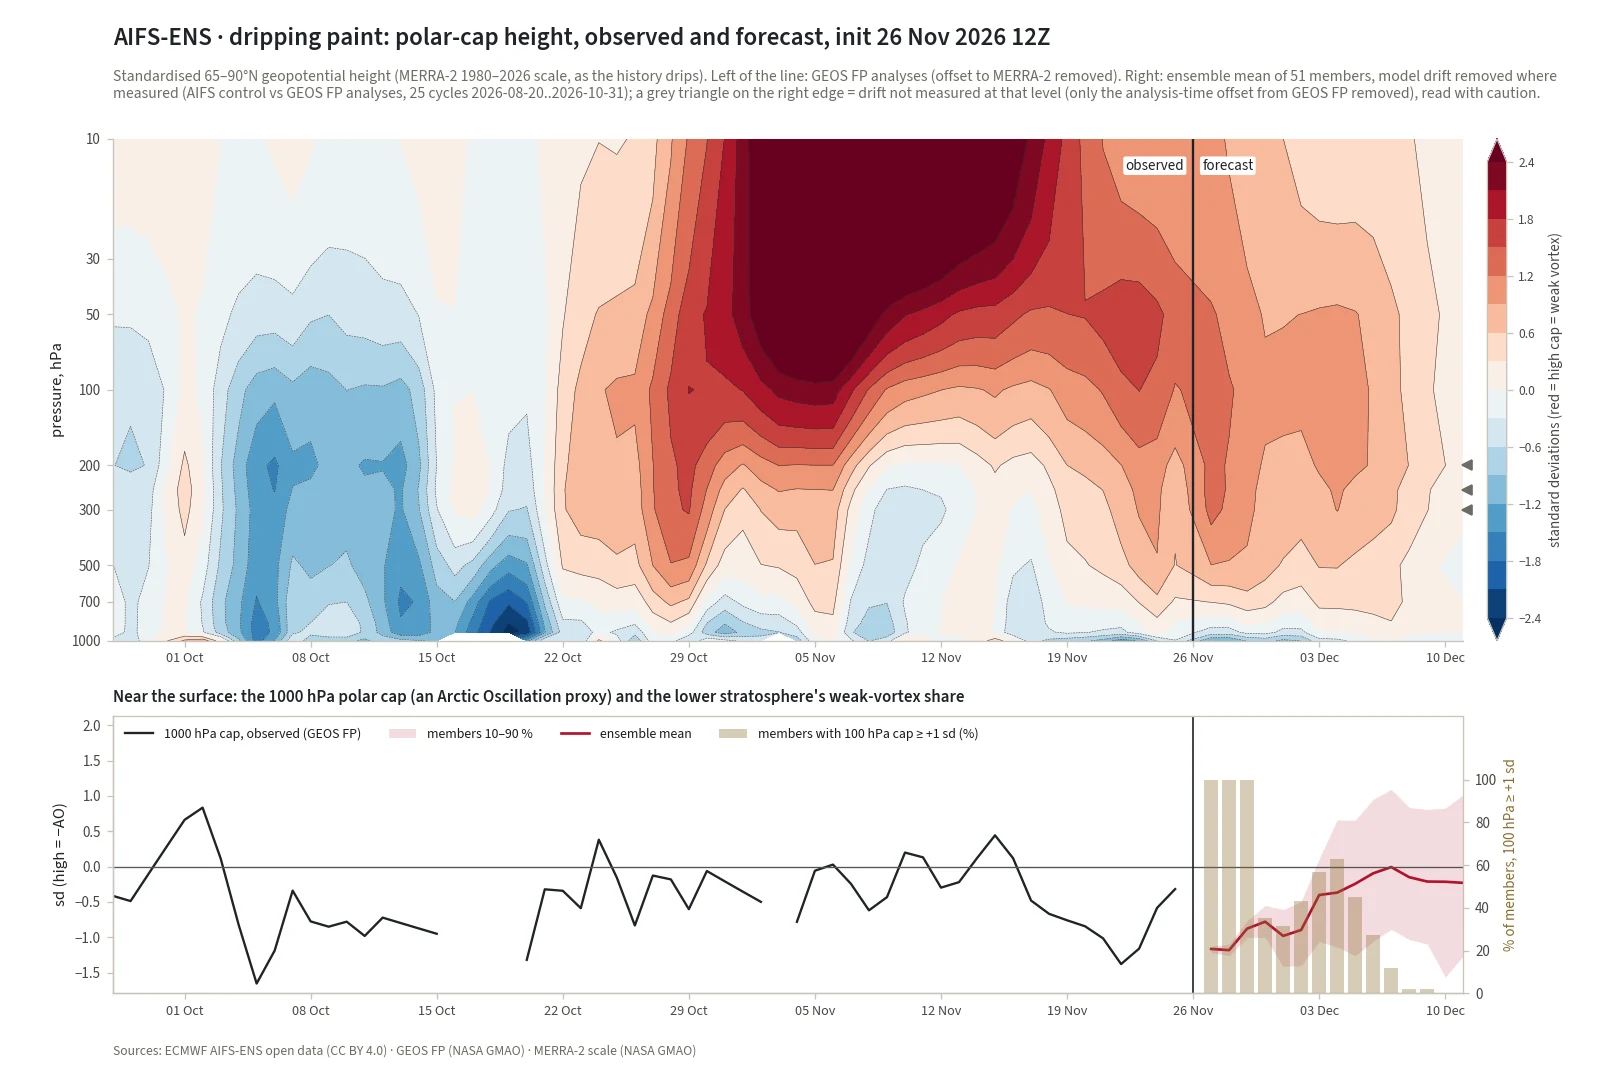 AIFS-ENS · dripping paint: polar-cap height, observed and forecast, init 26 Nov 2026 12Z
Standardised 65–90°N geopotential height (MERRA-2 1980–2026 scale, as the history drips). Left of the line: GEOS FP analyses (offset to MERRA-2 removed). Right: ensemble mean of 51 members, model drift removed where
measured (AIFS control vs GEOS FP analyses, 25 cycles 2026-08-20..2026-10-31); a grey triangle on the right edge = drift not measured at that level (only the analysis-time offset from GEOS FP removed), read with caution.
pressure, hPa
10
30
50
100
200
300
500
700
1000
observed
forecast
01 Oct
08 Oct
15 Oct
22 Oct
29 Oct
05 Nov
12 Nov
19 Nov
26 Nov
03 Dec
10 Dec
2.4
1.8
1.2
0.6
0.0
−0.6
−1.2
−1.8
−2.4
standard deviations (red = high cap = weak vortex)
Near the surface: the 1000 hPa polar cap (an Arctic Oscillation proxy) and the lower stratosphere's weak-vortex share
sd (high = −AO)
2.0
1.5
1.0
0.5
0.0
−0.5
−1.0
−1.5
1000 hPa cap, observed (GEOS FP)
members 10–90 %
ensemble mean
members with 100 hPa cap ≥ +1 sd (%)
100
80
60
40
20
0
% of members, 100 hPa ≥ +1 sd
01 Oct
08 Oct
15 Oct
22 Oct
29 Oct
05 Nov
12 Nov
19 Nov
26 Nov
03 Dec
10 Dec
Sources: ECMWF AIFS-ENS open data (CC BY 4.0) · GEOS FP (NASA GMAO) · MERRA-2 scale (NASA GMAO)